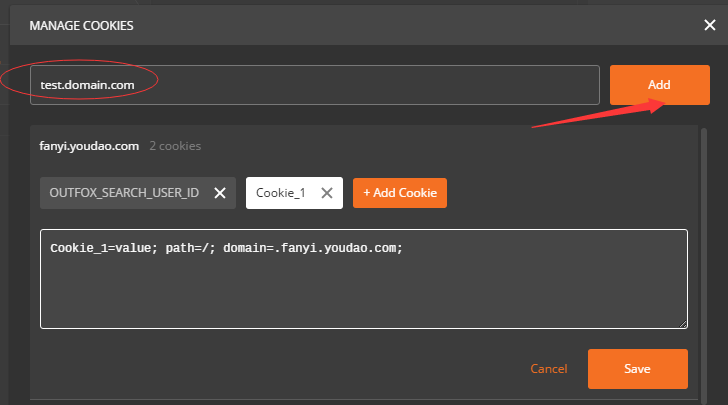 MANAGE COOKIES
test.domain.com
Add
fanyi.youdao.com 2 cookies
OUTFOX_SEARCH_USER_ID
Cookie_1
+ Add Cookie
Cookie_1=value; path=/; domain=.fanyi.youdao.com;
Cancel
Save